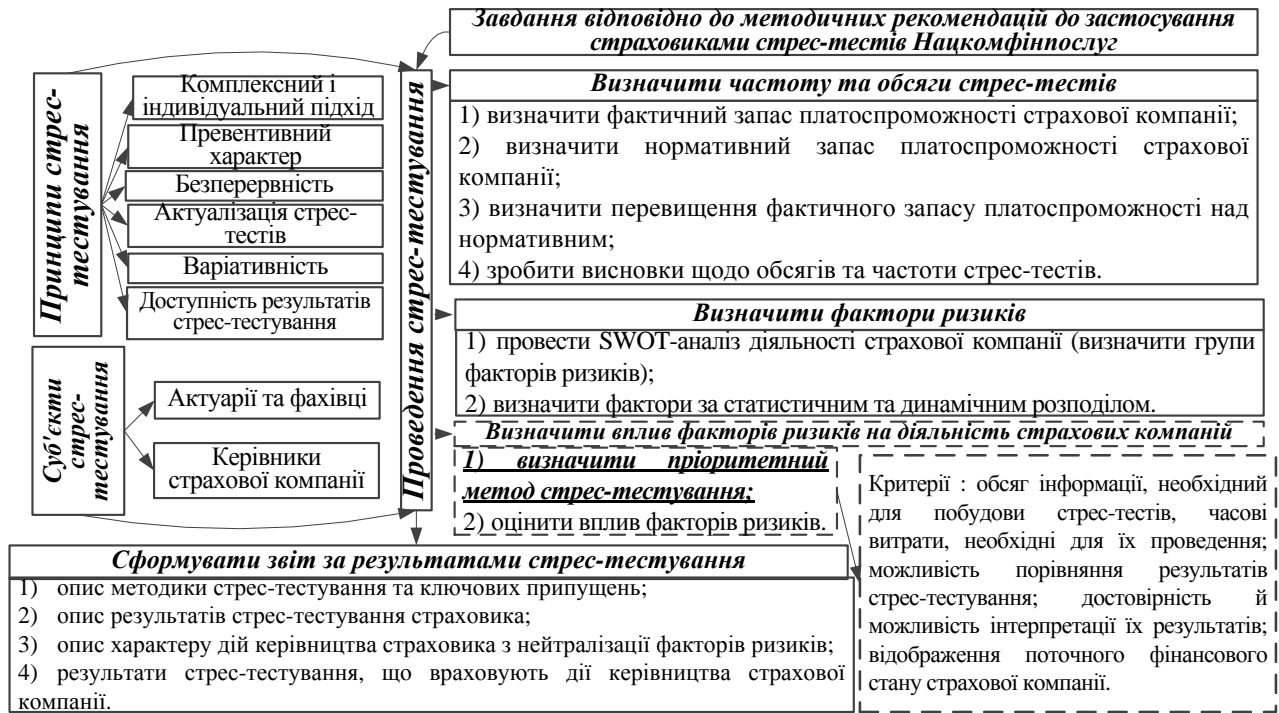 Завдання відповідно до методичних рекомендацій до застосування
страховиками стрес-тестів Нацкомфінпослуг
Принципи стрес-
тестування
Комплексний і
індивідуальний підхід
Превентивний
характер
Безперервність
Актуалізація стрес-
тестів
Варіативність
Доступність результатів
стрес-тестування
Суб'єкти
стрес-
тестування
Актуарії та фахівці
Керівники
страхової компанії
Проведення стрес-тестування
Визначити частоту та обсяги стрес-тестів
1) визначити фактичний запас платоспроможності страхової компанії;
2) визначити нормативний запас платоспроможності страхової
компанії;
3) визначити перевищення фактичного запасу платоспроможності над
нормативним;
4) зробити висновки щодо обсягів та частоти стрес-тестів.
Визначити фактори ризиків
1) провести SWOT-аналіз діяльності страхової компанії (визначити групи
факторів ризиків);
2) визначити фактори за статистичним та динамічним розподілом.
Визначити вплив факторів ризиків на діяльність страхових компаній
1) визначити пріоритетний
метод стрес-тестування;
2) оцінити вплив факторів ризиків.
Критерії : обсяг інформації, необхідний
для побудови стрес-тестів, часові
витрати, необхідні для їх проведення;
можливість порівняння результатів
стрес-тестування; достовірність й
можливість інтерпретації їх результатів;
відображення поточного фінансового
стану страхової компанії.
Сформувати звіт за результатами стрес-тестування
1) опис методики стрес-тестування та ключових припущень;
2) опис результатів стрес-тестування страховика;
3) опис характеру дій керівництва страховика з нейтралізації факторів ризиків;
4) результати стрес-тестування, що враховують дії керівництва страхової
компанії.